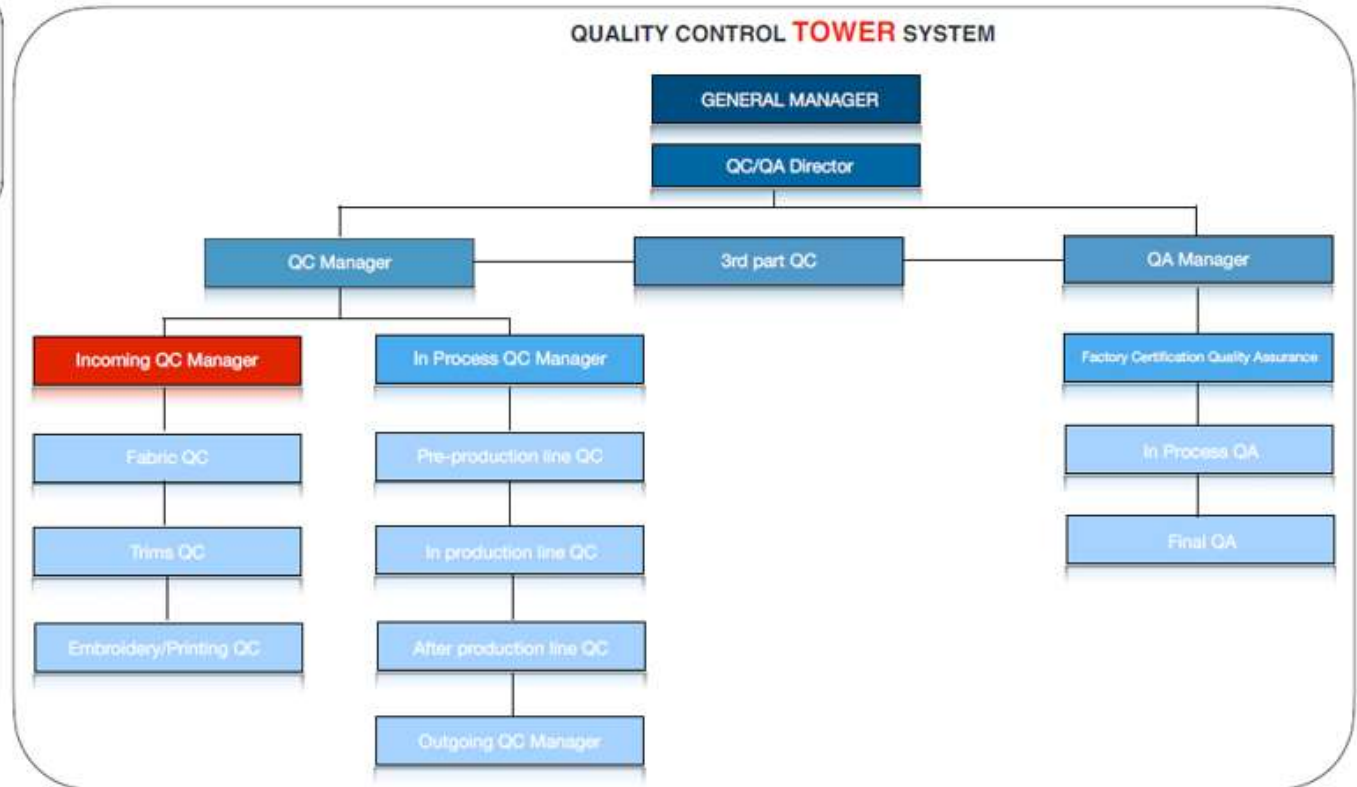 QUALITY CONTROL TOWER SYSTEM
GENERAL MANAGER
QC/QA Director
QC Manager
3rd part QC
QA Manager
Incoming QC Manager
In Process QC Manager
Factory Certification Quality Assurance
Fabric QC
Pre-production line QC
In Process QA
Trims QC
In production line QC
Final QA
Embroidery/Printing QC
After production line QC
Outgoing QC Manager